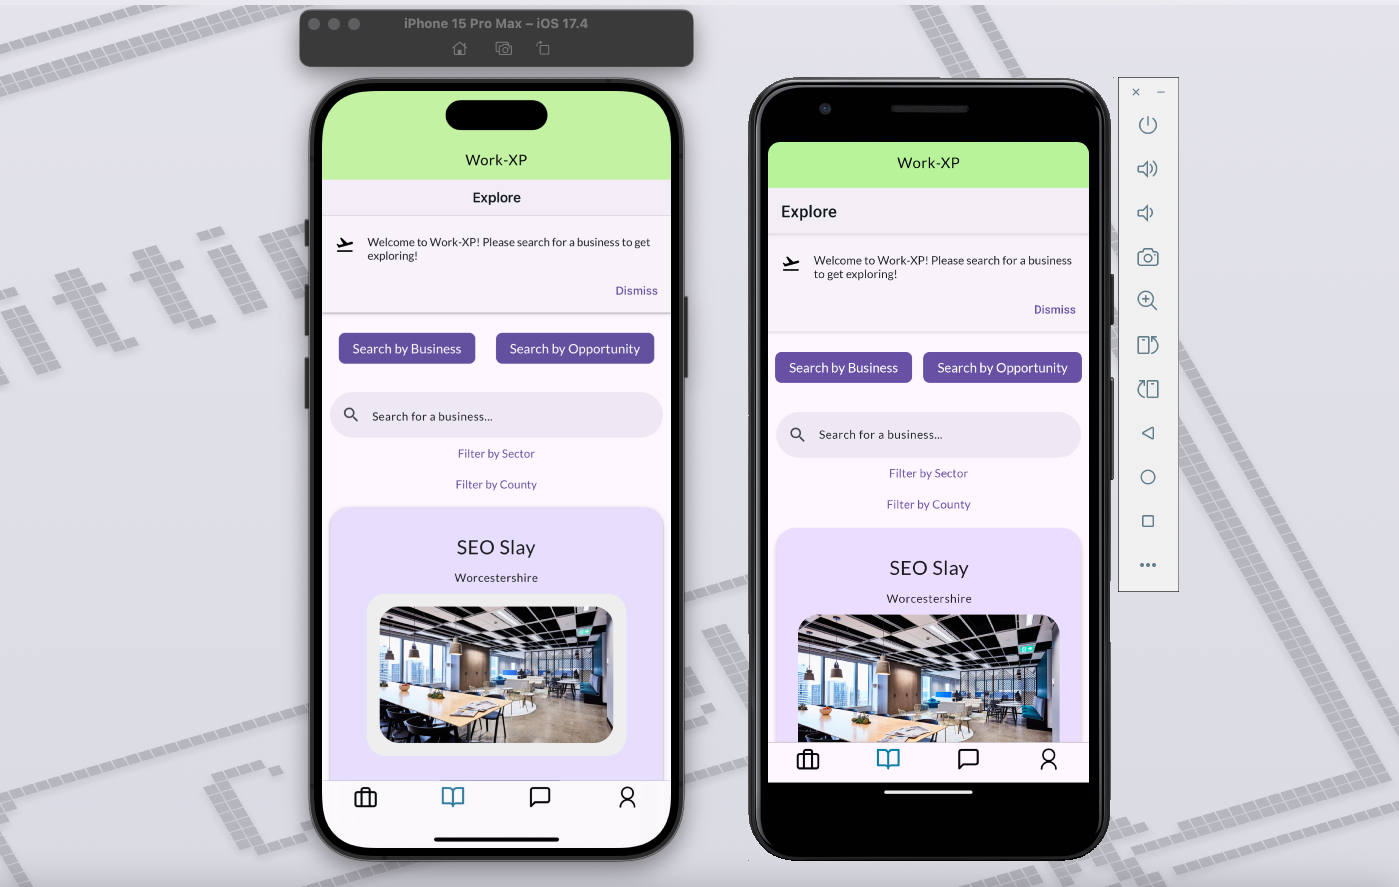 iPhone 15 Pro Max – iOS 17.4
Work-XP
Explore
Welcome to Work-XP! Please search for a business to get
exploring!
Dismiss
Search by Business
Search by Opportunity
Search for a business...
Filter by Sector
Filter by County
SEO Slay
Worcestershire
Work-XP
Explore
Welcome to Work-XP! Please search for a business
to get exploring!
Dismiss
Search by Business
Search by Opportunity
Search for a business...
Filter by Sector
Filter by County
SEO Slay
Worcestershire